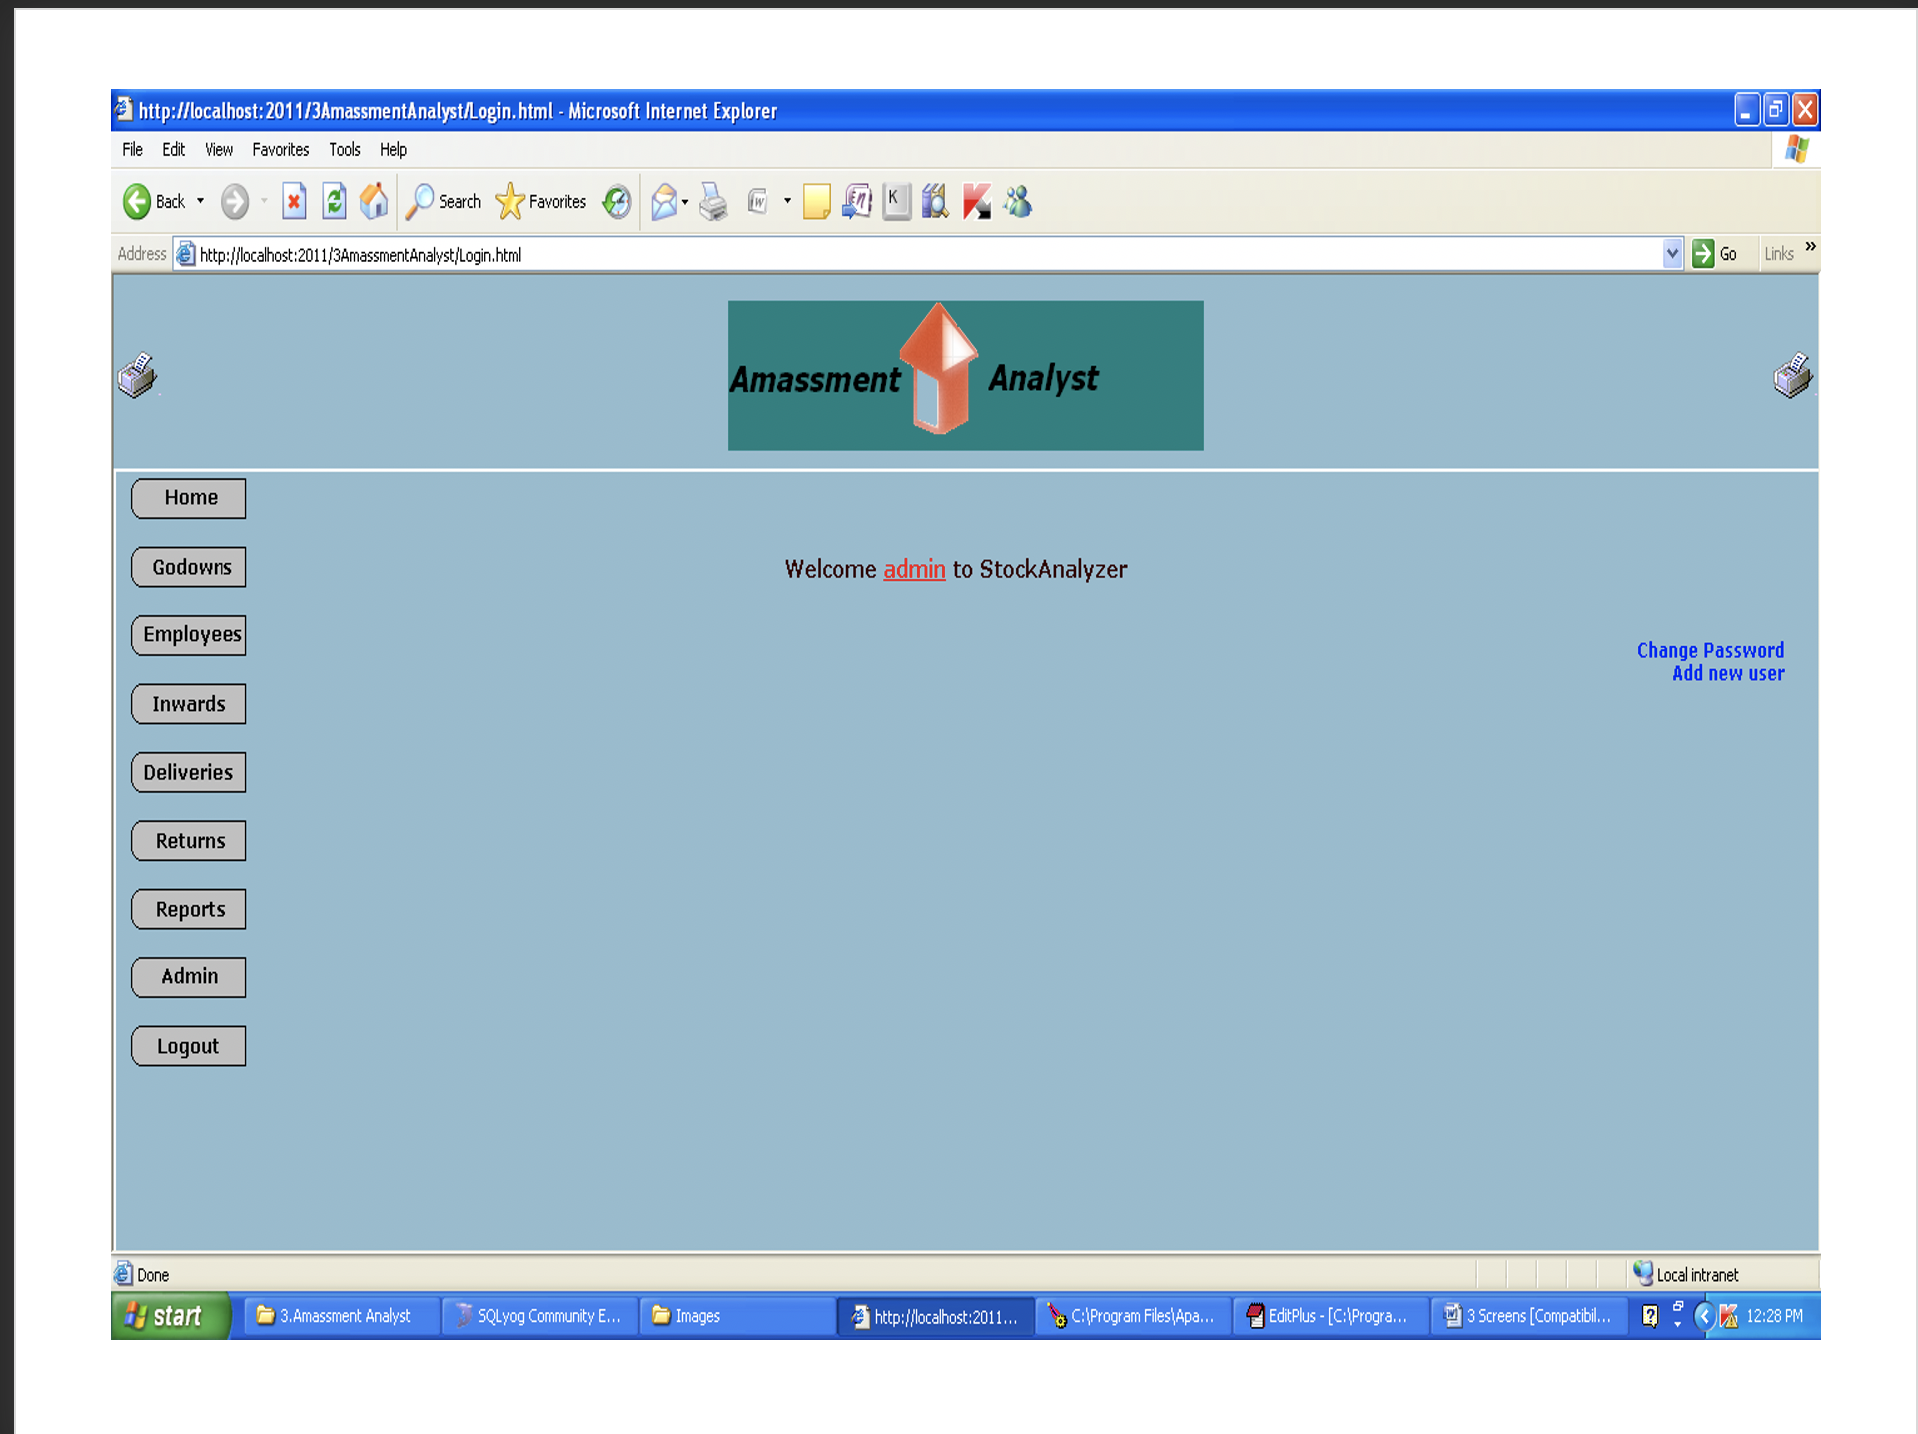 http://localhost:2011/3AmassmentAnalyst/Login.html - Microsoft Internet Explorer
File Edit View Favorites Tools Help
Back Search Favorites
Address http://localhost:2011/3AmassmentAnalyst/Login.html Go Links »
Amassment Analyst
Home
Godowns
Employees
Inwards
Deliveries
Returns
Reports
Admin
Logout
Welcome admin to StockAnalyzer
Change Password
Add new user
Done Local intranet
start 3.Amassment Analyst SQLyog Community E... Images http://localhost:2011... C:\Program Files\Apa... EditPlus - [C:\Progra... 3 Screens [Compatibil... 12:28 PM